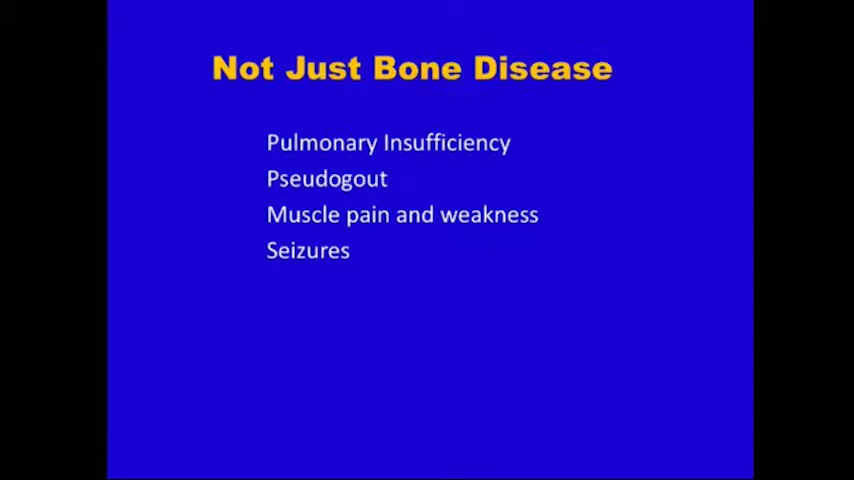 Not Just Bone Disease
Pulmonary Insufficiency
Pseudogout
Muscle pain and weakness
Seizures